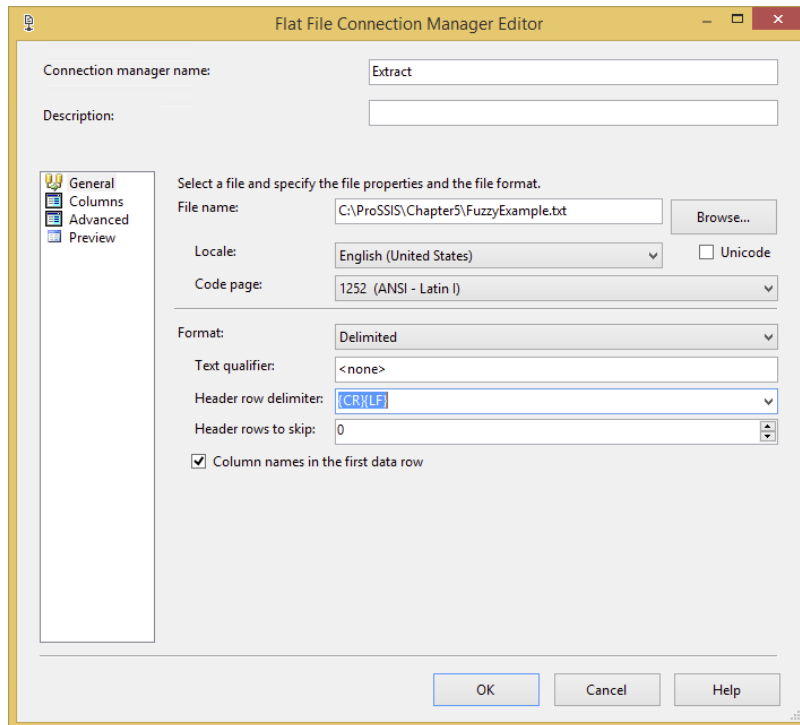 Flat File Connection Manager Editor
Connection manager name:
Extract
Description:
General
Columns
Advanced
Preview
Select a file and specify the file properties and the file format.
File name:
C:\ProSSIS\Chapter5\FuzzyExample.txt
Browse...
Locale:
English (United States)
Unicode
Code page:
1252 (ANSI - Latin I)
Format:
Delimited
Text qualifier:
<none>
Header row delimiter:
{CR}{LF}
Header rows to skip:
0
Column names in the first data row
OK
Cancel
Help